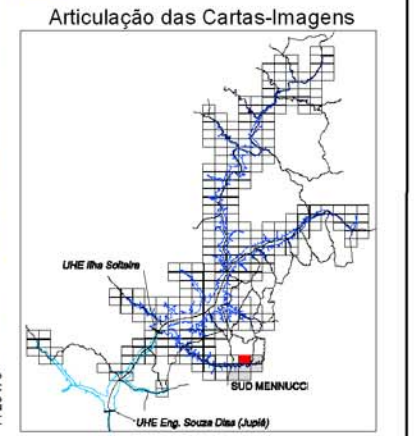 Articulação das Cartas-Imagens
UHE Ilha Solteira
SUD MENNUCCI
UHE Eng. Souza Dias (Jupiá)